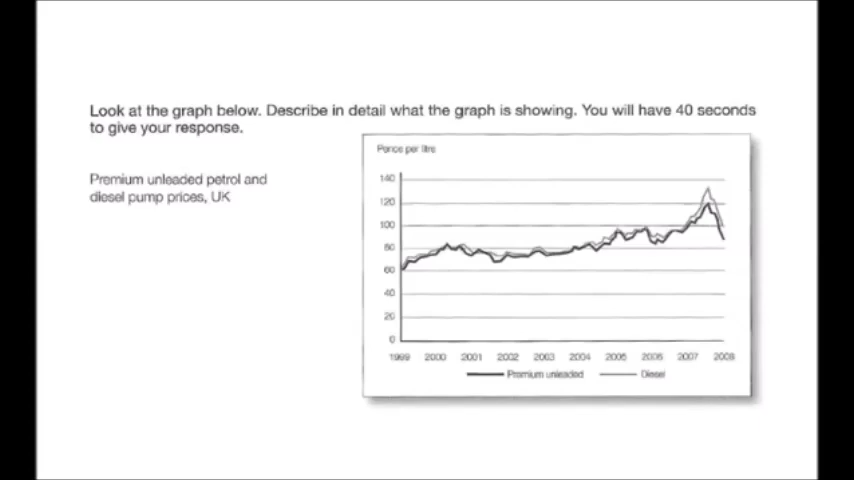 Look at the graph below. Describe in detail what the graph is showing. You will have 40 seconds
to give your response.
Premium unleaded petrol and
diesel pump prices, UK
Pence per litre
140
120
100
80
60
40
20
0
1999 2000 2001 2002 2003 2004 2005 2006 2007 2008
Premium unleaded Diesel